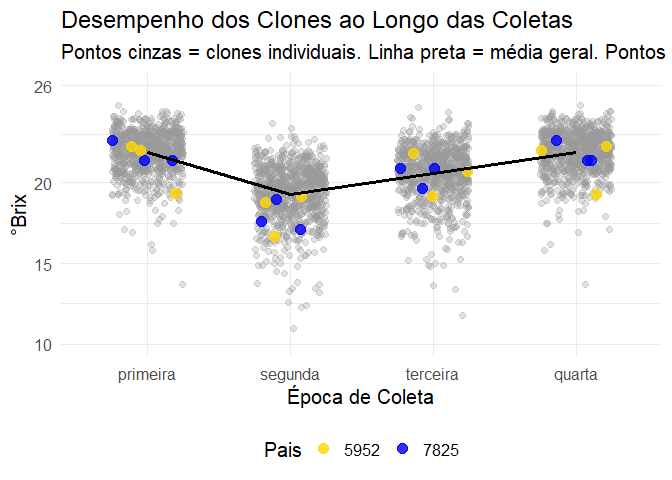 Desempenho dos Clones ao Longo das Coletas
Pontos cinzas = clones individuais. Linha preta = média geral. Pontos
26
20
15
10
°Brix
primeira segunda terceira quarta
Época de Coleta
Pais 5952 7825